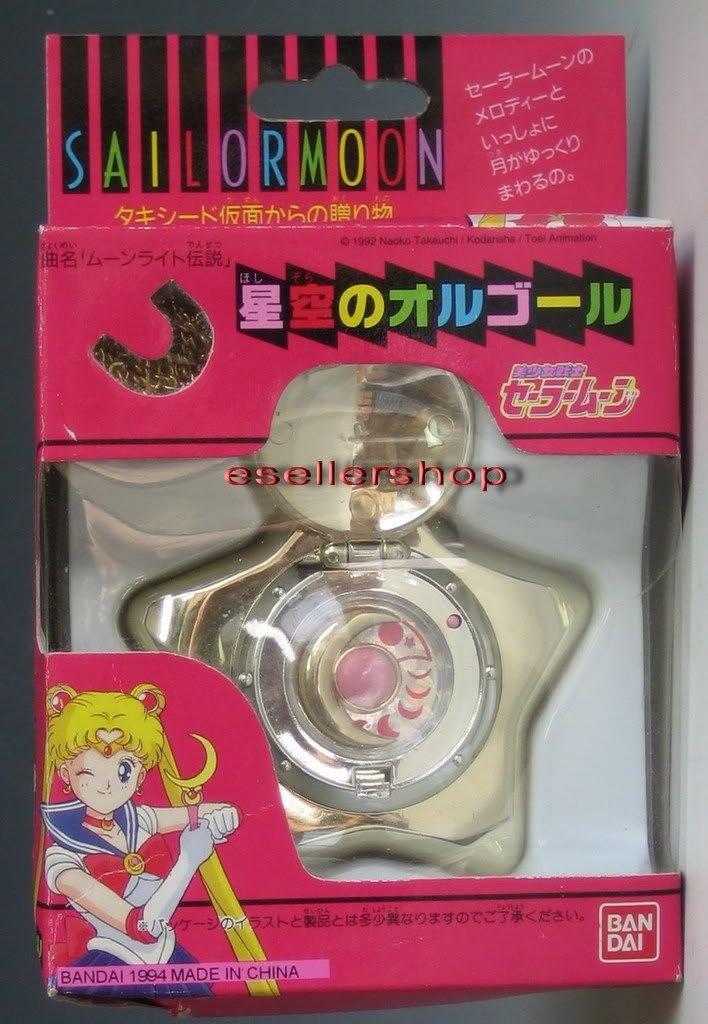 SAILORMOON
セーラームーンの
メロディーと
いっしょに
月がゆっくり
まわるの。
タキシード仮面からの贈り物
© 1992 Naoko Takeuchi / Kodansha / Toei Animation
曲名「ムーンライト伝説」
星空のオルゴール
美少女戦士
セーラームーン
esellershop
※パッケージのイラストと製品とは多少異なりますのでご了承ください。
BAN
DAI
BANDAI 1994 MADE IN CHINA